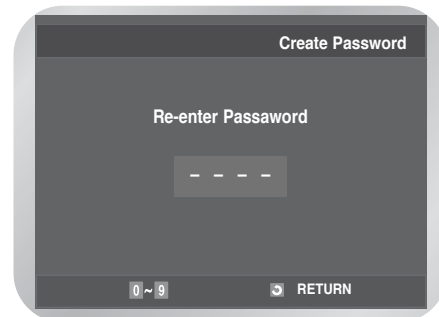 Create Password
Re-enter Passaword
– – – –
0 ~ 9 RETURN